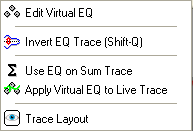 Edit Virtual EQ
Invert EQ Trace (Shift-Q)
Use EQ on Sum Trace
Apply Virtual EQ to Live Trace
Trace Layout